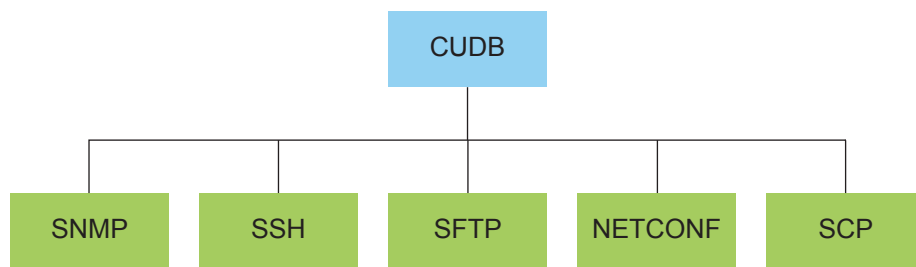 CUDB
SNMP
SSH
SFTP
NETCONF
SCP